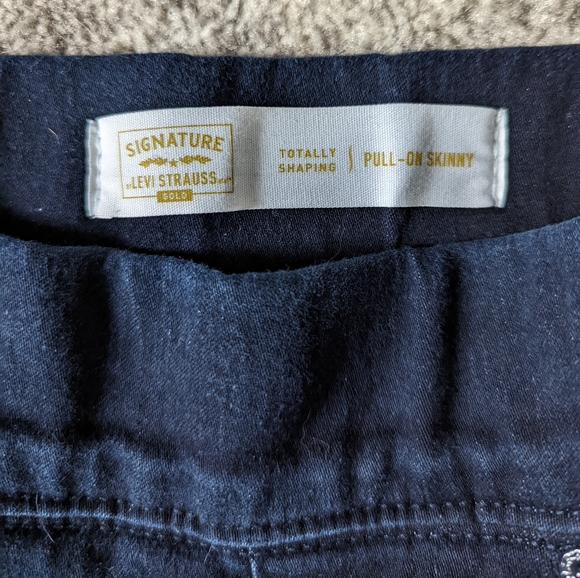 SIGNATURE
BY LEVI STRAUSS & CO.
GOLD
TOTALLY
SHAPING
PULL-ON SKINNY